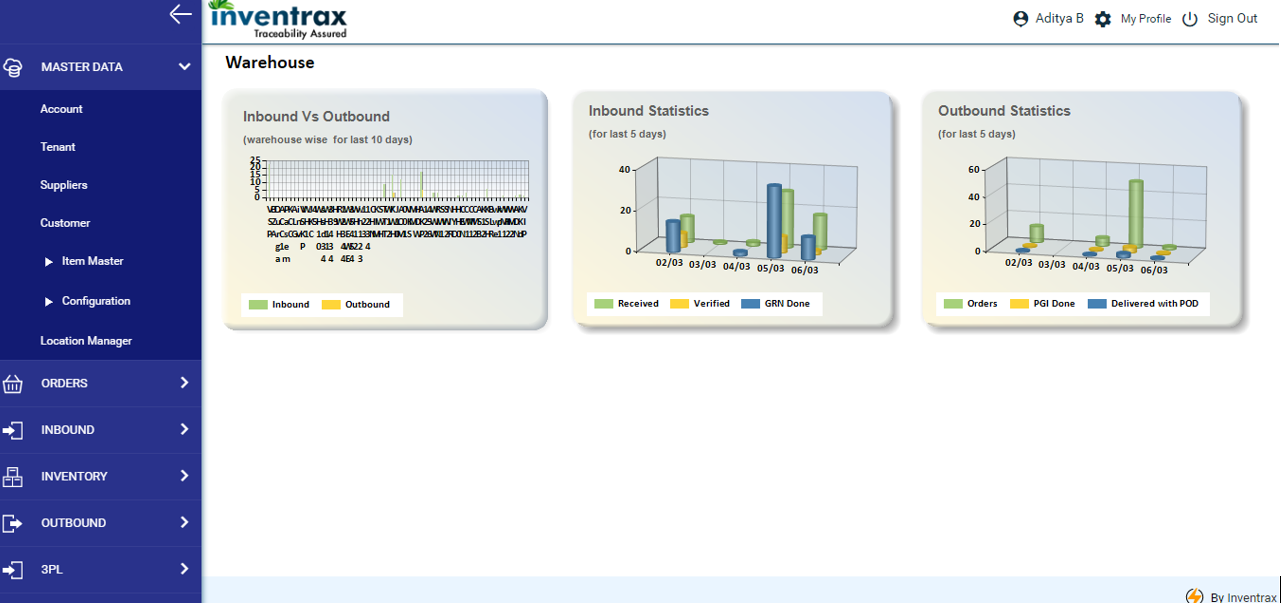 inventrax
Traceability Assured
Aditya B
My Profile
Sign Out
MASTER DATA
Account
Tenant
Suppliers
Customer
Item Master
Configuration
Location Manager
ORDERS
INBOUND
INVENTORY
OUTBOUND
3PL
Warehouse
Inbound Vs Outbound
(warehouse wise for last 10 days)
25
20
15
10
5
0
Inbound
Outbound
Inbound Statistics
(for last 5 days)
40
20
0
02/03 03/03 04/03 05/03 06/03
Received
Verified
GRN Done
Outbound Statistics
(for last 5 days)
60
40
20
0
02/03 03/03 04/03 05/03 06/03
Orders
PGI Done
Delivered with POD
By Inventrax